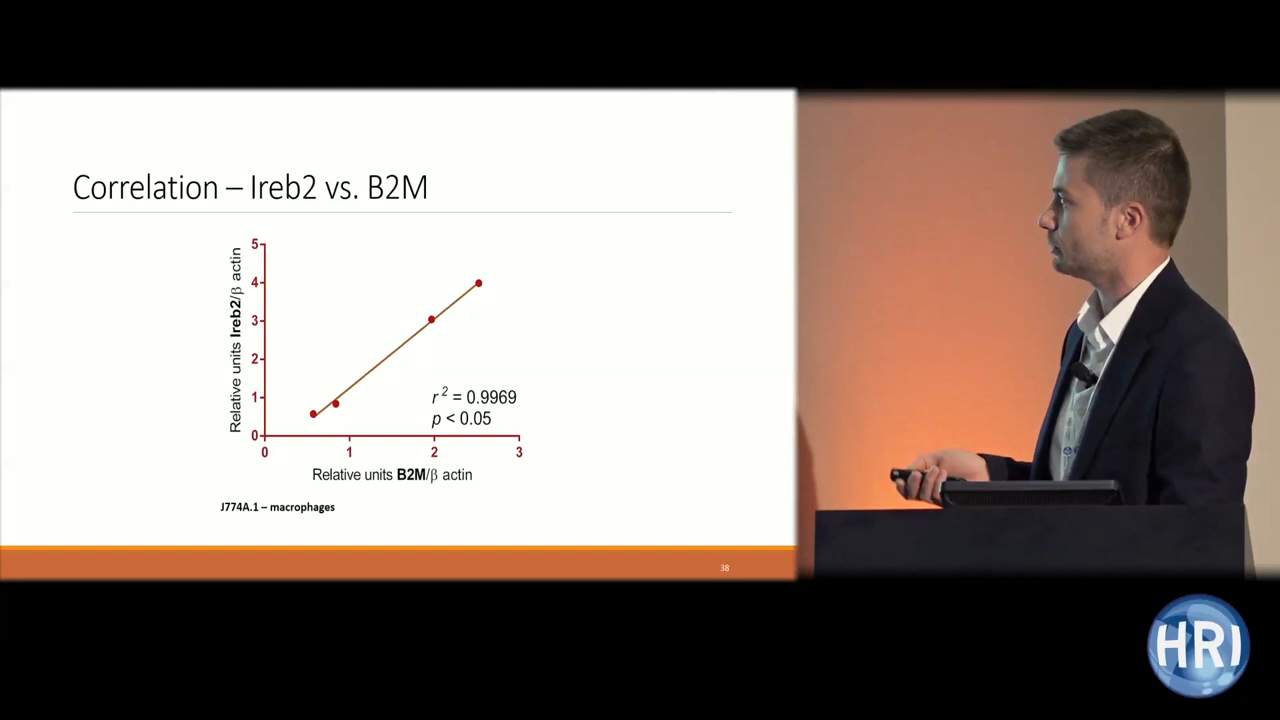 Correlation – Ireb2 vs. B2M
5
4
3
2
1
0
Relative units Ireb2/β actin
r² = 0.9969
p < 0.05
0 1 2 3
Relative units B2M/β actin
J774A.1 – macrophages
38
HRI